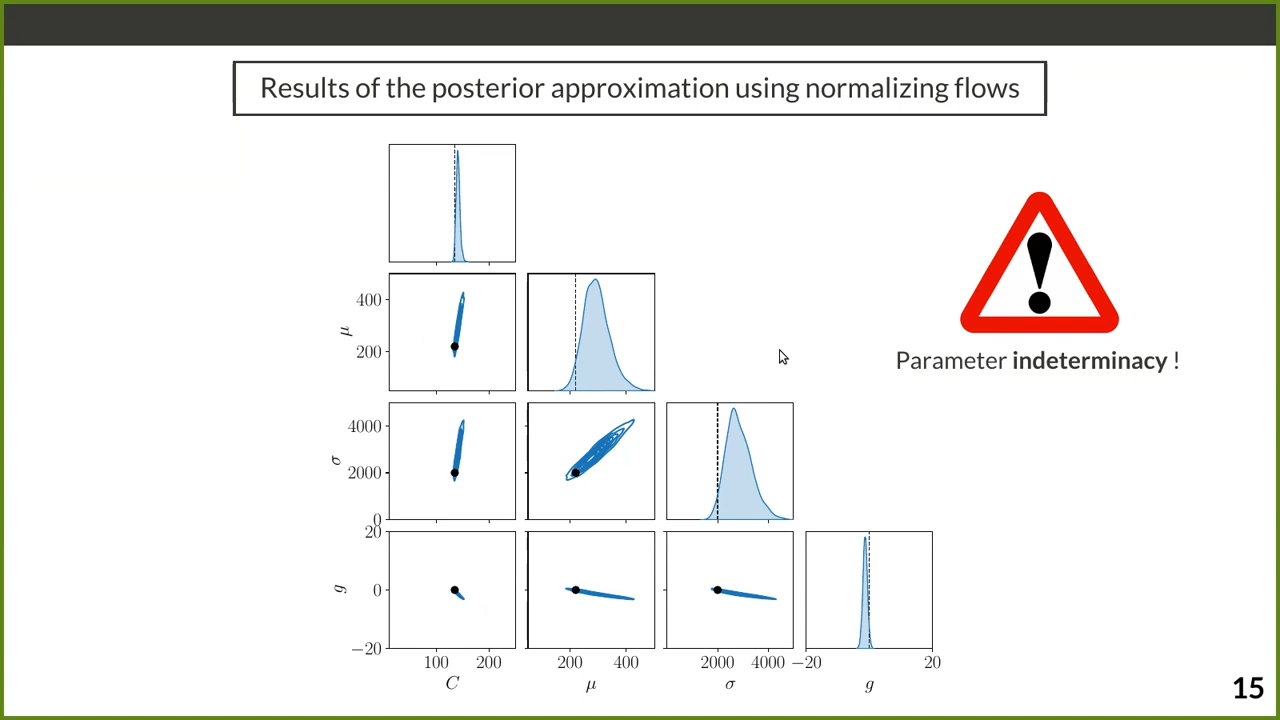 Results of the posterior approximation using normalizing flows
Parameter indeterminacy !
400
200
μ
4000
2000
0
σ
20
0
−20
g
100 200
200 400
2000 4000
−20 20
C μ σ g
15